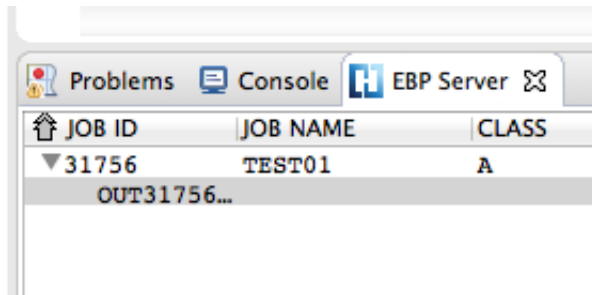 Problems Console EBP Server
JOB ID JOB NAME CLASS
31756 TEST01 A
OUT31756…